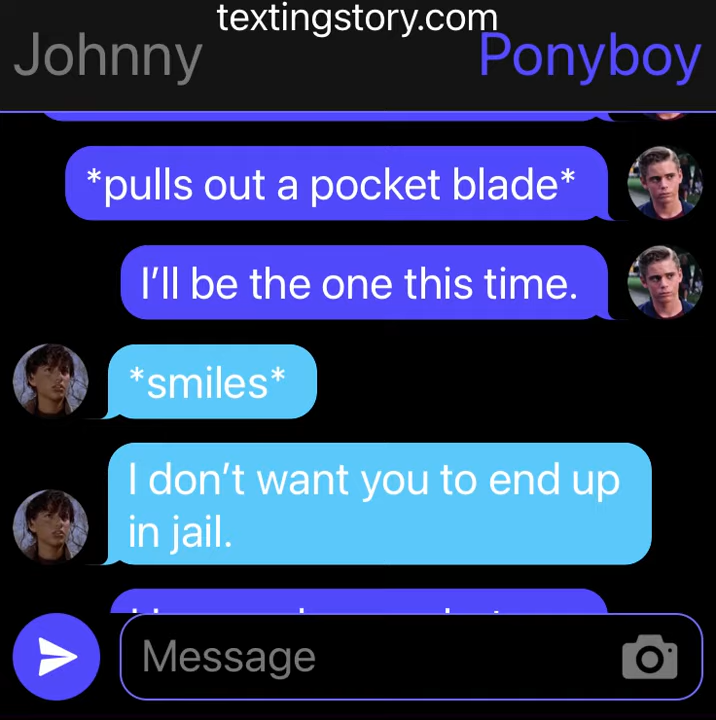 textingstory.com
Johnny
Ponyboy
*pulls out a pocket blade*
I'll be the one this time.
*smiles*
I don't want you to end up
in jail.
Message